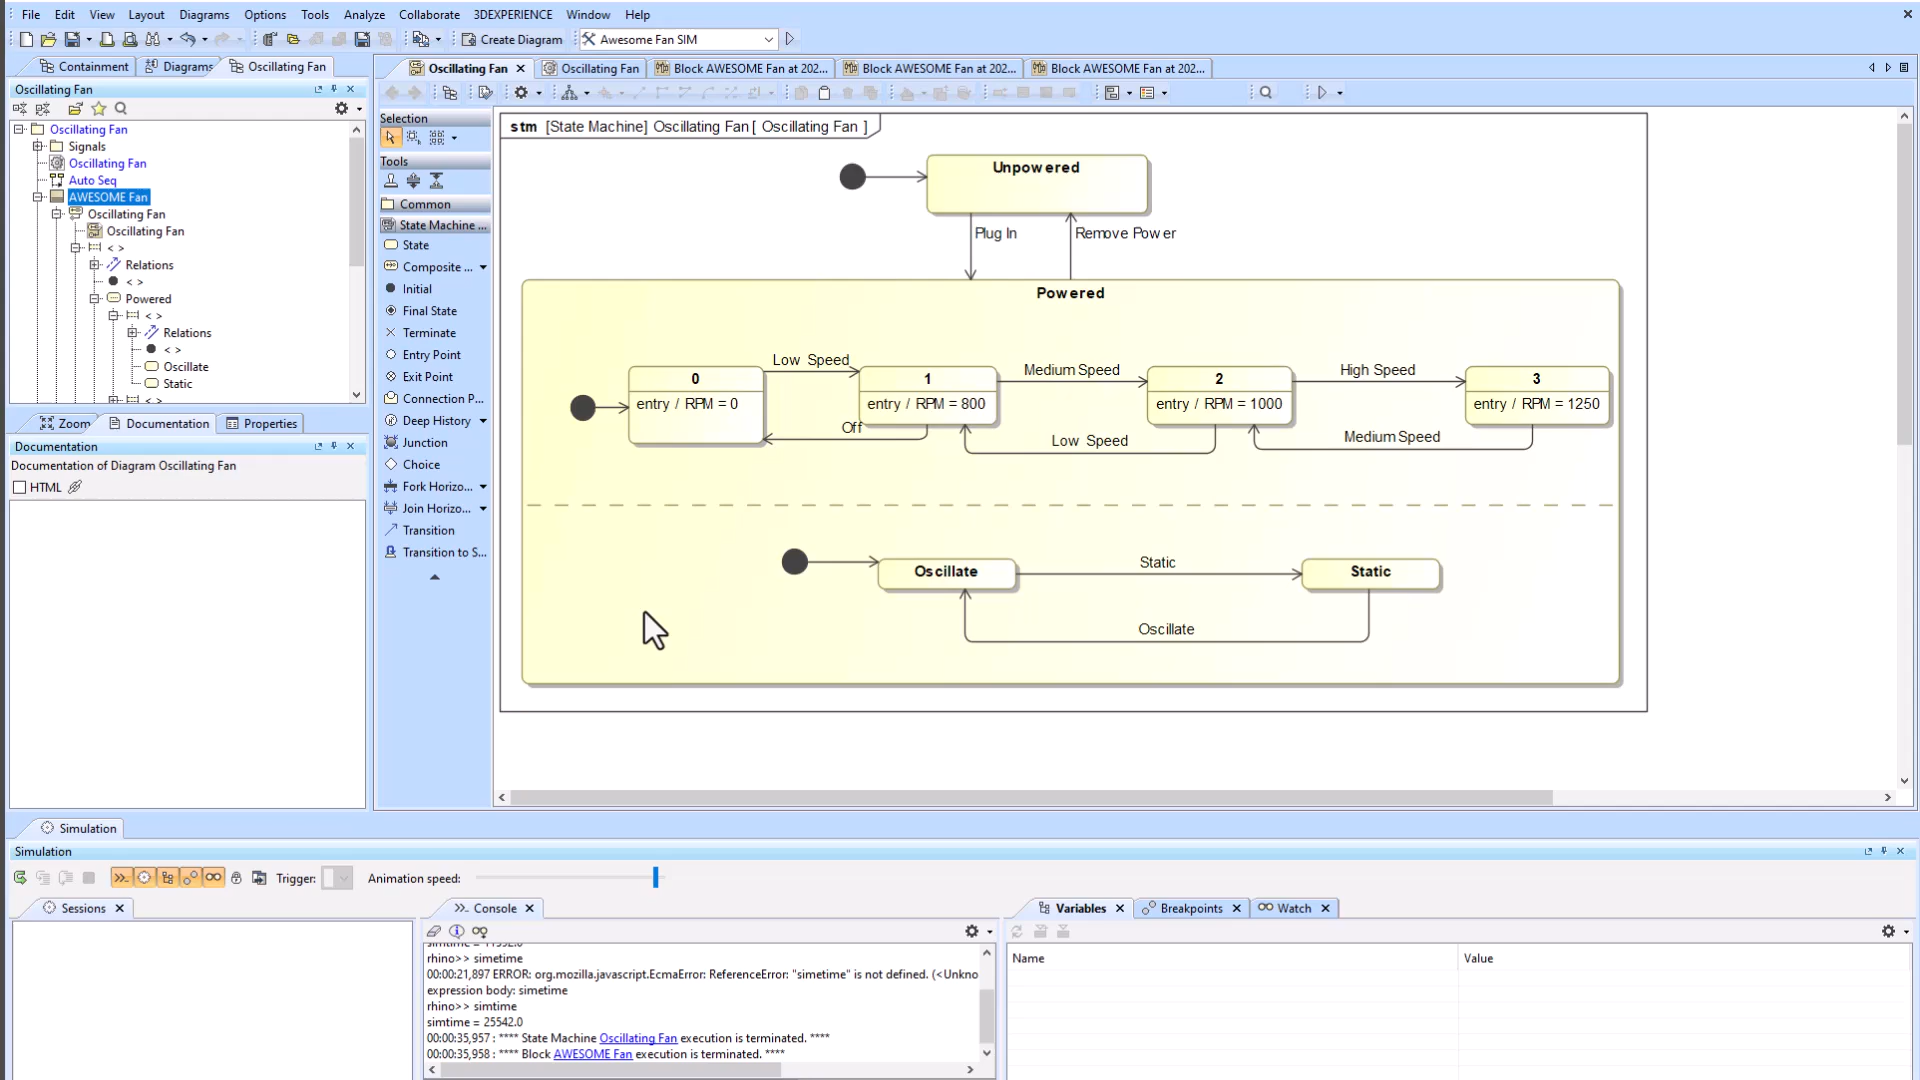 File Edit View Layout Diagrams Options Tools Analyze Collaborate 3DEXPERIENCE Window Help
Create Diagram Awesome Fan SIM
Containment Diagrams Oscillating Fan
Oscillating Fan Oscillating Fan Block AWESOME Fan at 202... Block AWESOME Fan at 202... Block AWESOME Fan at 202...
Oscillating Fan
Oscillating Fan
Signals
Oscillating Fan
Auto Seq
AWESOME Fan
Oscillating Fan
Oscillating Fan
< >
Relations
< >
Powered
< >
Relations
< >
Oscillate
Static
< >
Zoom Documentation Properties
Documentation
Documentation of Diagram Oscillating Fan
HTML
Selection
Tools
Common
State Machine ...
State
Composite ...
Initial
Final State
Terminate
Entry Point
Exit Point
Connection P...
Deep History
Junction
Choice
Fork Horizo...
Join Horizo...
Transition
Transition to S...
stm [State Machine] Oscillating Fan [ Oscillating Fan ]
Unpowered
Plug In
Remove Power
Powered
Low Speed
Medium Speed
High Speed
0
entry / RPM = 0
1
entry / RPM = 800
2
entry / RPM = 1000
3
entry / RPM = 1250
Off
Low Speed
Medium Speed
Oscillate
Static
Static
Oscillate
Simulation
Simulation
Trigger: Animation speed:
Sessions
Console
Variables Breakpoints Watch
rhino>> simetime
00:00:21,897 ERROR: org.mozilla.javascript.EcmaError: ReferenceError: "simetime" is not defined. (<Unkno
expression body: simetime
rhino>> simtime
simtime = 25542.0
00:00:35,957 : **** State Machine Oscillating Fan execution is terminated. ****
00:00:35,958 : **** Block AWESOME Fan execution is terminated. ****
Name Value